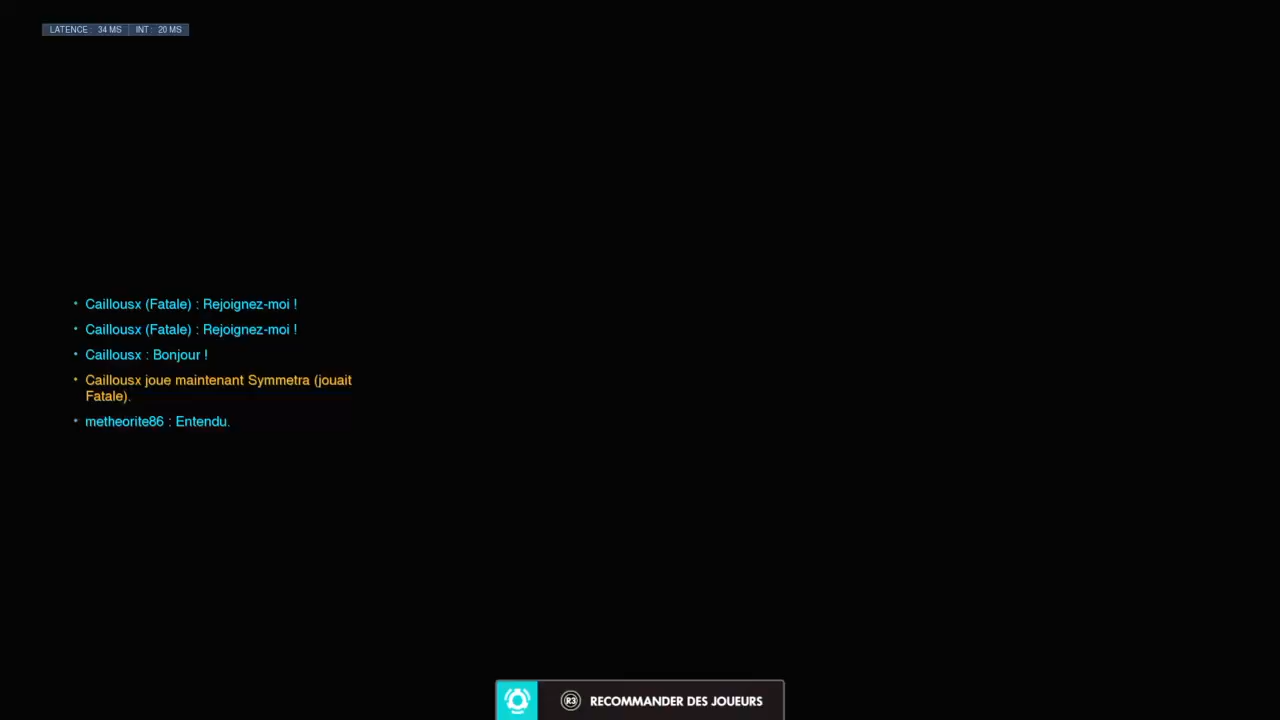 LATENCE : 34 MS INT : 20 MS
• Caillousx (Fatale) : Rejoignez-moi !
• Caillousx (Fatale) : Rejoignez-moi !
• Caillousx : Bonjour !
• Caillousx joue maintenant Symmetra (jouait
Fatale).
• metheorite86 : Entendu.
R3 RECOMMANDER DES JOUEURS